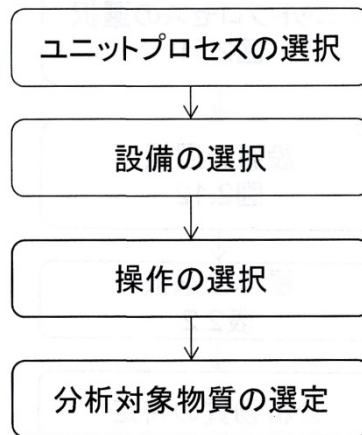 ユニットプロセスの選択
設備の選択
操作の選択
分析対象物質の選定